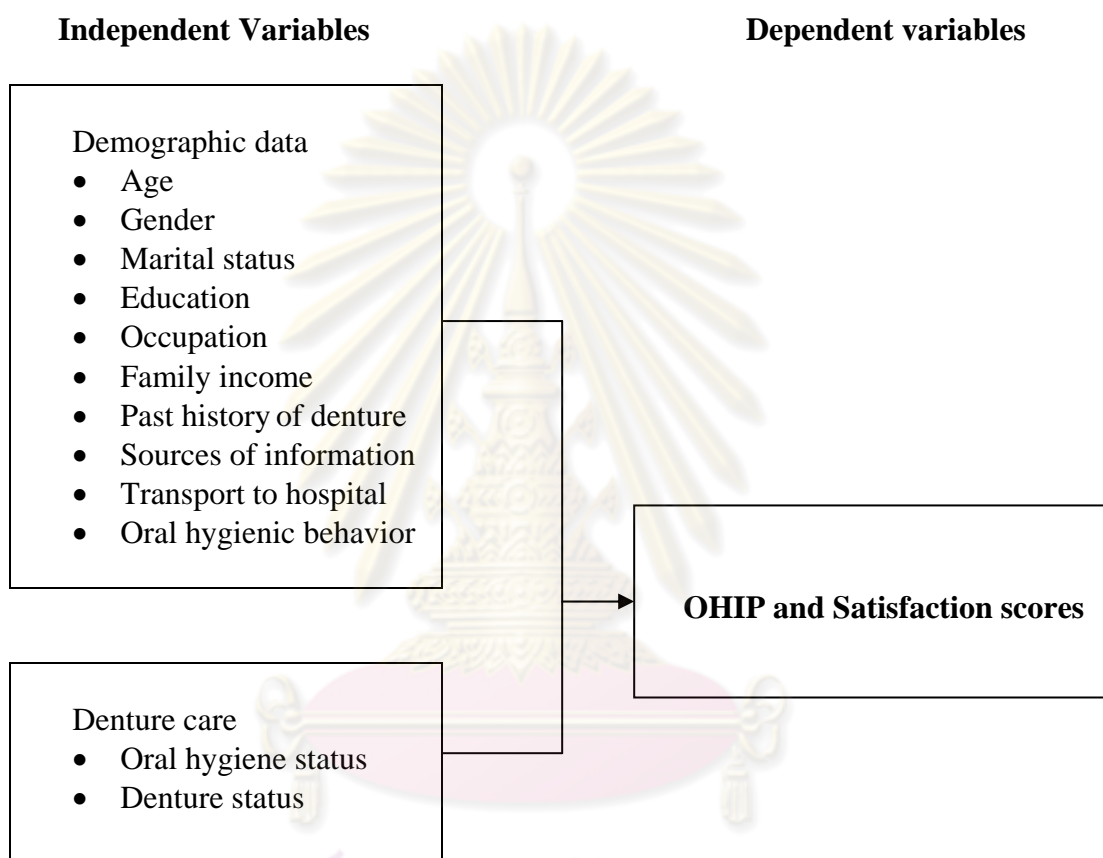 Independent Variables
Dependent variables
Demographic data
• Age
• Gender
• Marital status
• Education
• Occupation
• Family income
• Past history of denture
• Sources of information
• Transport to hospital
• Oral hygienic behavior
OHIP and Satisfaction scores
Denture care
• Oral hygiene status
• Denture status